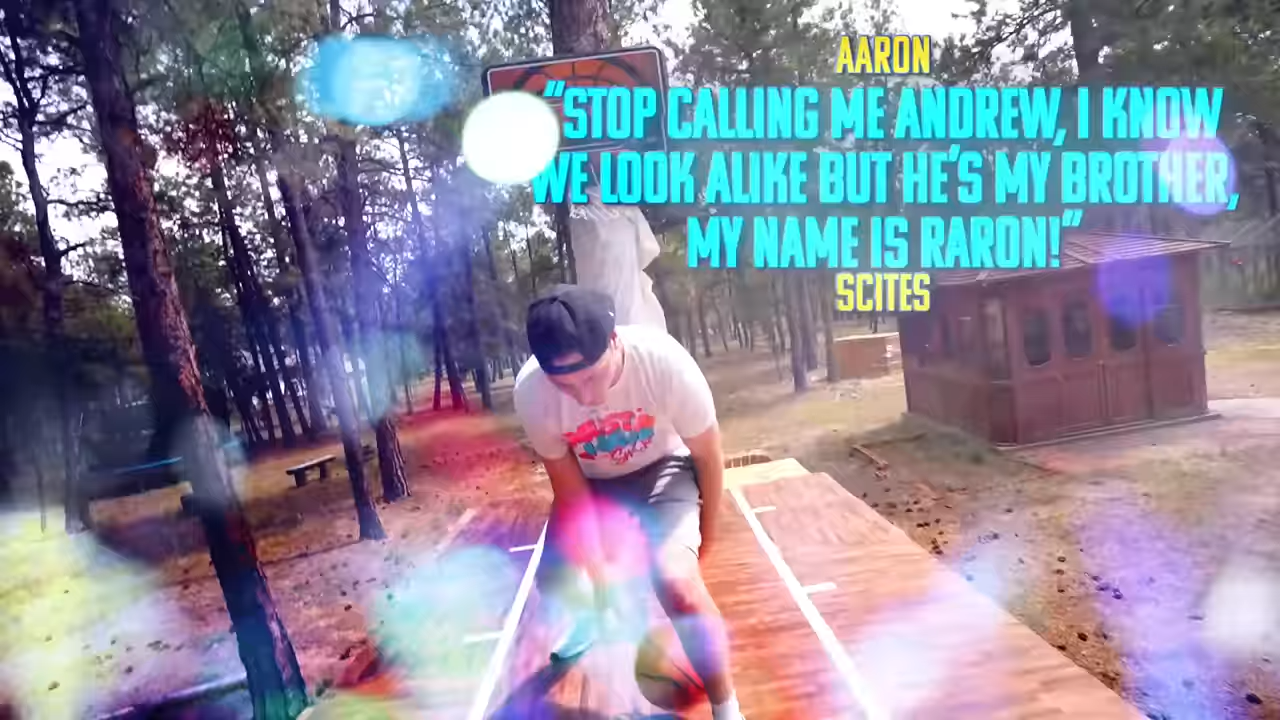 AARON
"STOP CALLING ME ANDREW, I KNOW
WE LOOK ALIKE BUT HE'S MY BROTHER,
MY NAME IS RARON!"
SCITES